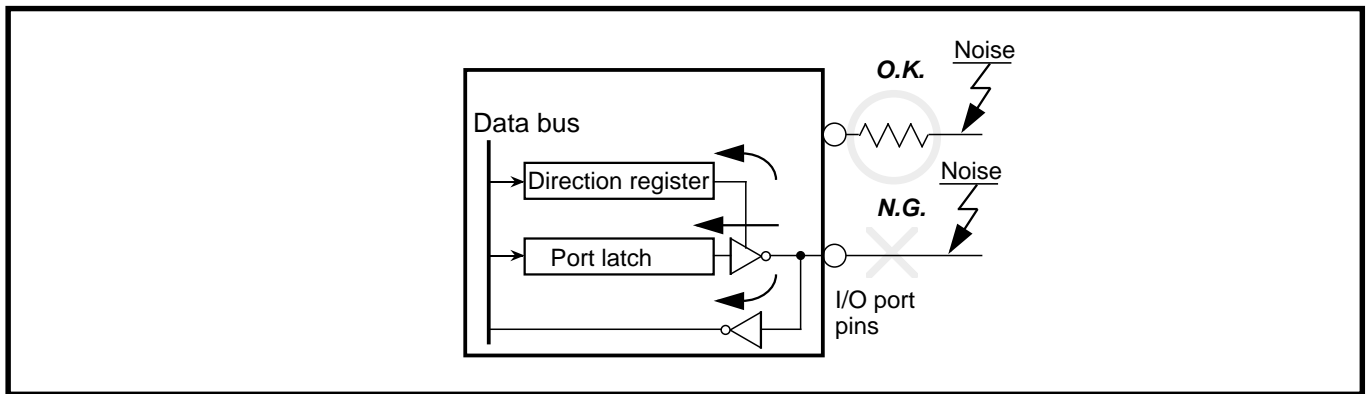 Noise
O.K.
Data bus
Noise
Direction register
N.G.
Port latch
I/O port
pins